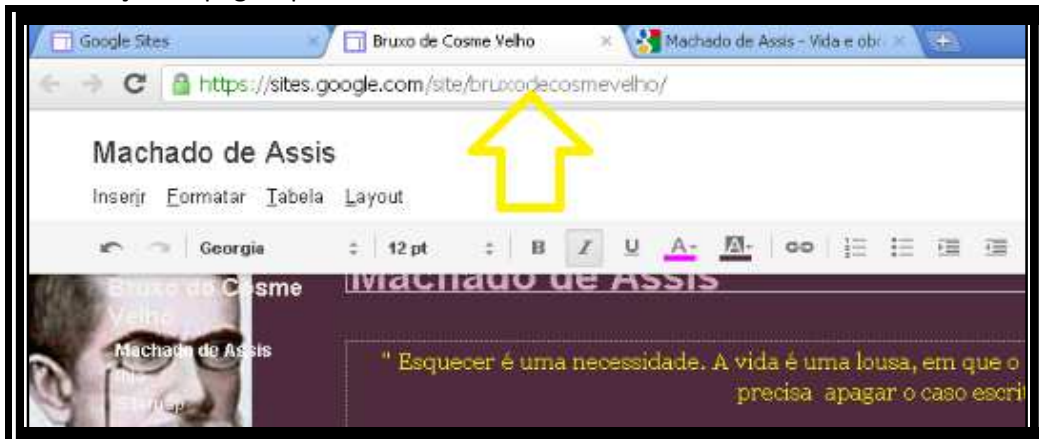 Google Sites
Bruxo de Cosme Velho
Machado de Assis - Vida e obr
https://sites.google.com/site/bruxodecosmevelho/
Machado de Assis
Inserir Formatar Tabela Layout
Georgia 12 pt B I U A A
Bruxo do Cosme
Velho
Machado de Assis
Machado de Assis
" Esquecer é uma necessidade. A vida é uma lousa, em que o
precisa apagar o caso escrit